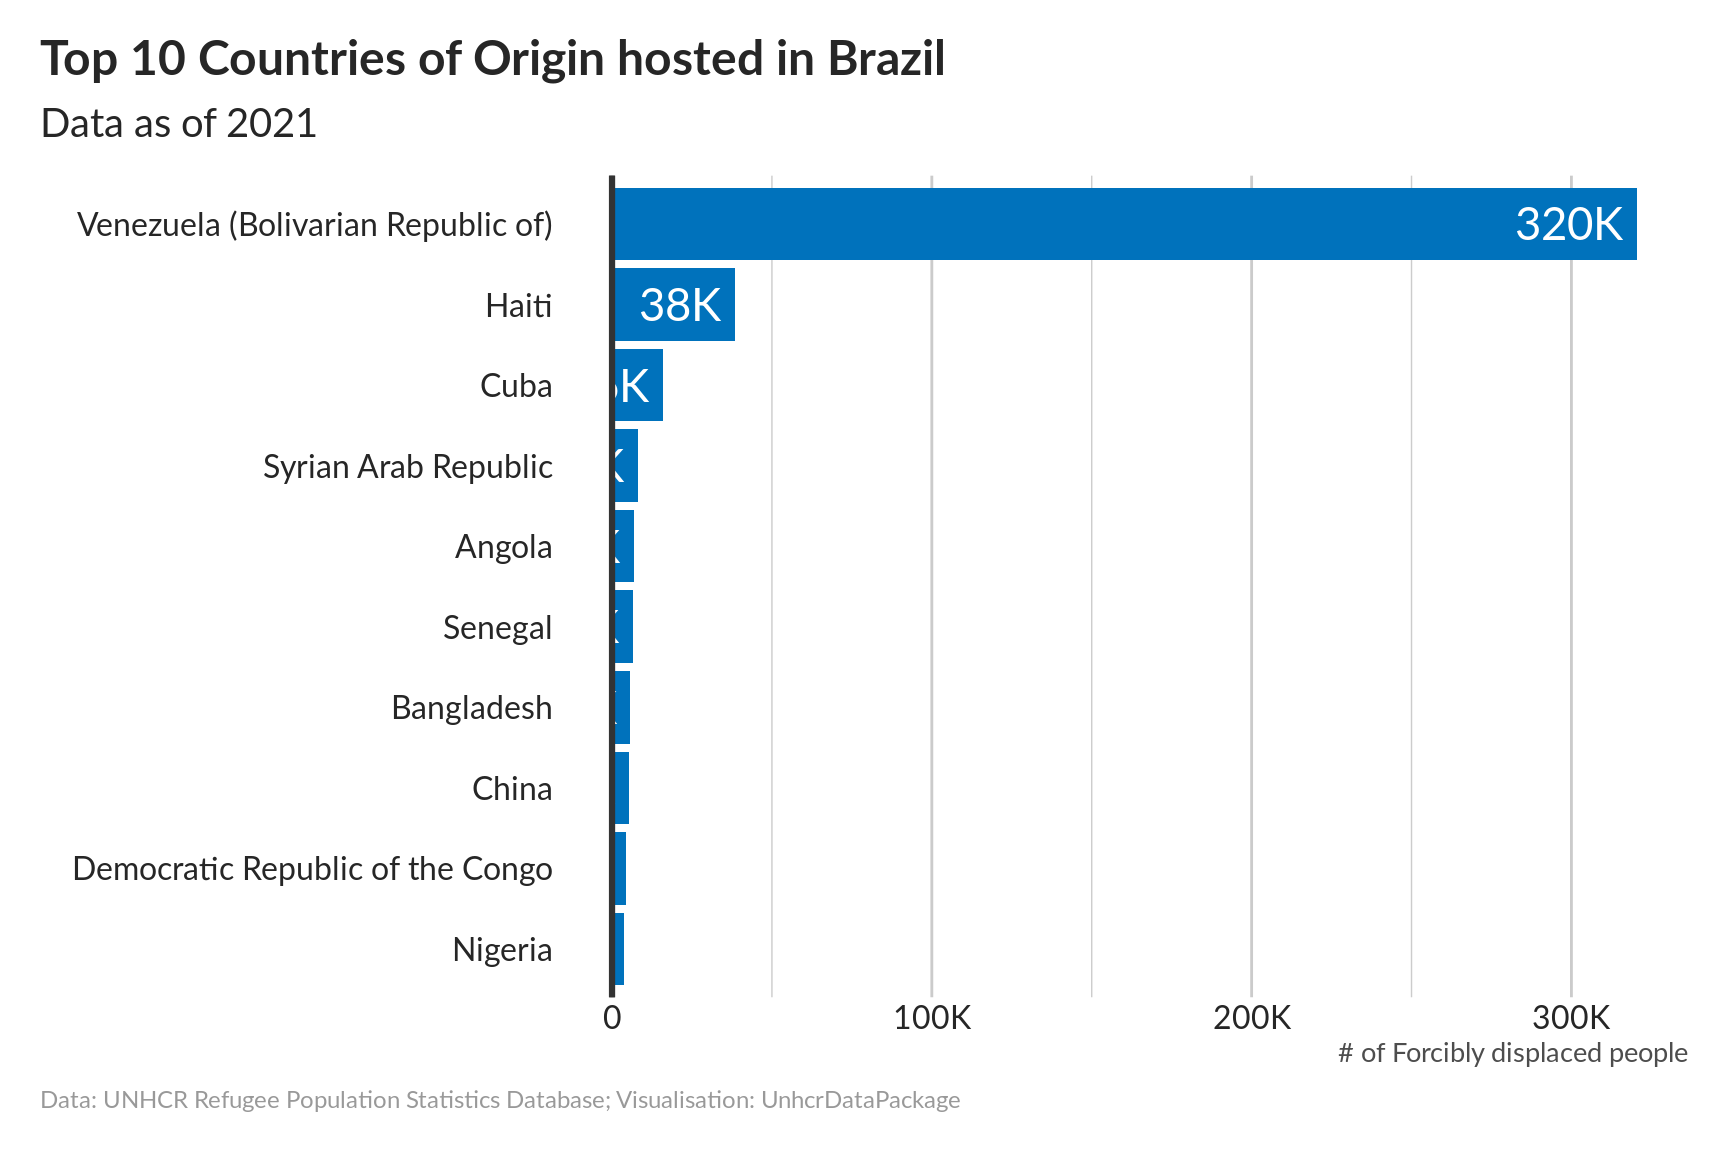 Top 10 Countries of Origin hosted in Brazil
Data as of 2021
Venezuela (Bolivarian Republic of)
320K
Haiti
38K
Cuba
Syrian Arab Republic
Angola
Senegal
Bangladesh
China
Democratic Republic of the Congo
Nigeria
0 100K 200K 300K
# of Forcibly displaced people
Data: UNHCR Refugee Population Statistics Database; Visualisation: UnhcrDataPackage